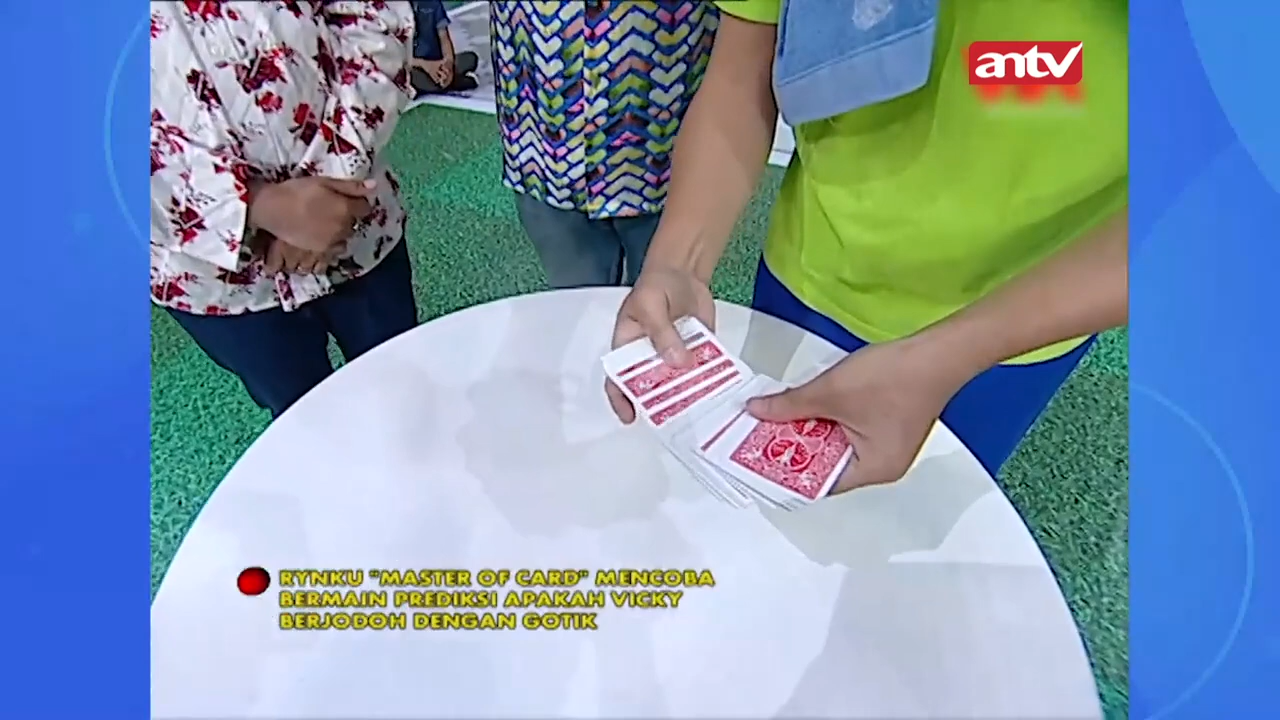 antv
RYNKU "MASTER OF CARD" MENCOBA
BERMAIN PREDIKSI APAKAH VICKY
BERJODOH DENGAN GOTIK